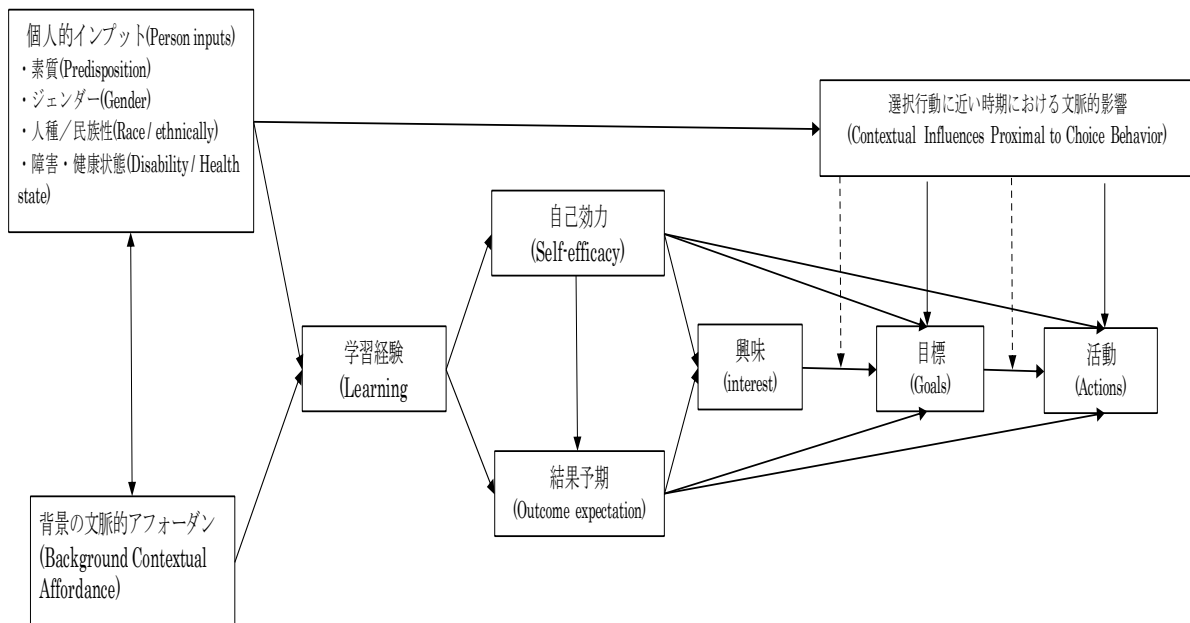 個人的インプット(Person inputs)
・素質(Predisposition)
・ジェンダー(Gender)
・人種／民族性(Race / ethnically)
・障害・健康状態(Disability / Health
state)
選択行動に近い時期における文脈的影響
(Contextual Influences Proximal to Choice Behavior)
自己効力
(Self-efficacy)
学習経験
(Learning
興味
(interest)
目標
(Goals)
活動
(Actions)
結果予期
(Outcome expectation)
背景の文脈的アフォーダン
(Background Contextual
Affordance)